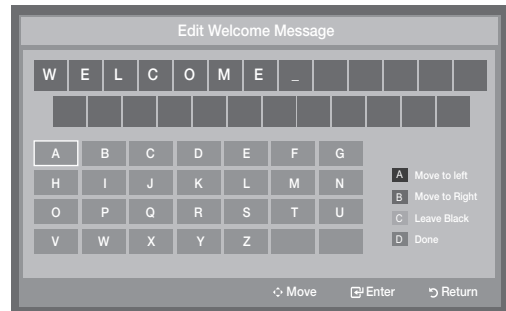 Edit Welcome Message
W E L C O M E _
A B C D E F G
H I J K L M N
O P Q R S T U
V W X Y Z
A Move to left
B Move to Right
C Leave Black
D Done
Move Enter Return